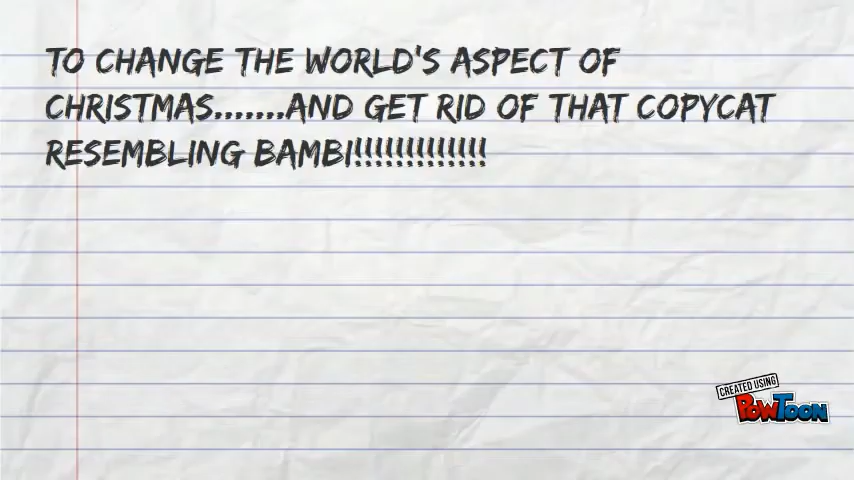 TO CHANGE THE WORLD'S ASPECT OF
CHRISTMAS.......AND GET RID OF THAT COPYCAT
RESEMBLING BAMBI!!!!!!!!!!!!!
CREATED USING
POWTOON